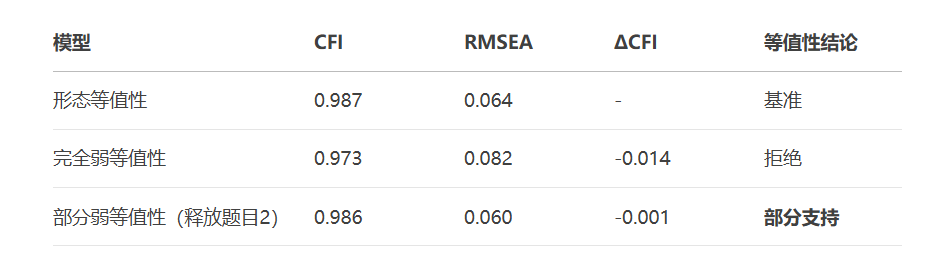 模型 CFI RMSEA ΔCFI 等值性结论
形态等值性 0.987 0.064 - 基准
完全弱等值性 0.973 0.082 -0.014 拒绝
部分弱等值性（释放题目2） 0.986 0.060 -0.001 部分支持